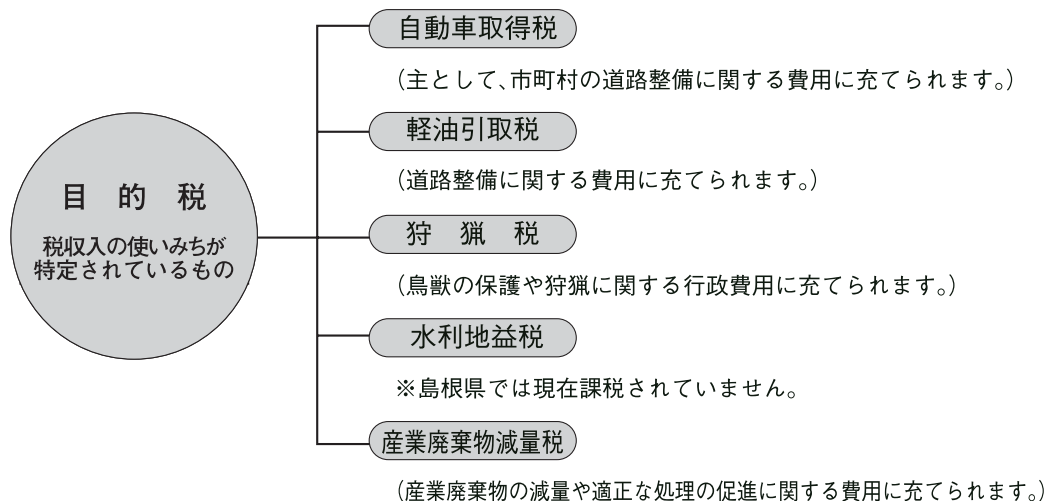 目的税
税収入の使いみちが
特定されているもの
自動車取得税
(主として、市町村の道路整備に関する費用に充てられます。)
軽油引取税
(道路整備に関する費用に充てられます。)
狩猟税
(鳥獣の保護や狩猟に関する行政費用に充てられます。)
水利地益税
※島根県では現在課税されていません。
産業廃棄物減量税
(産業廃棄物の減量や適正な処理の促進に関する費用に充てられます。)